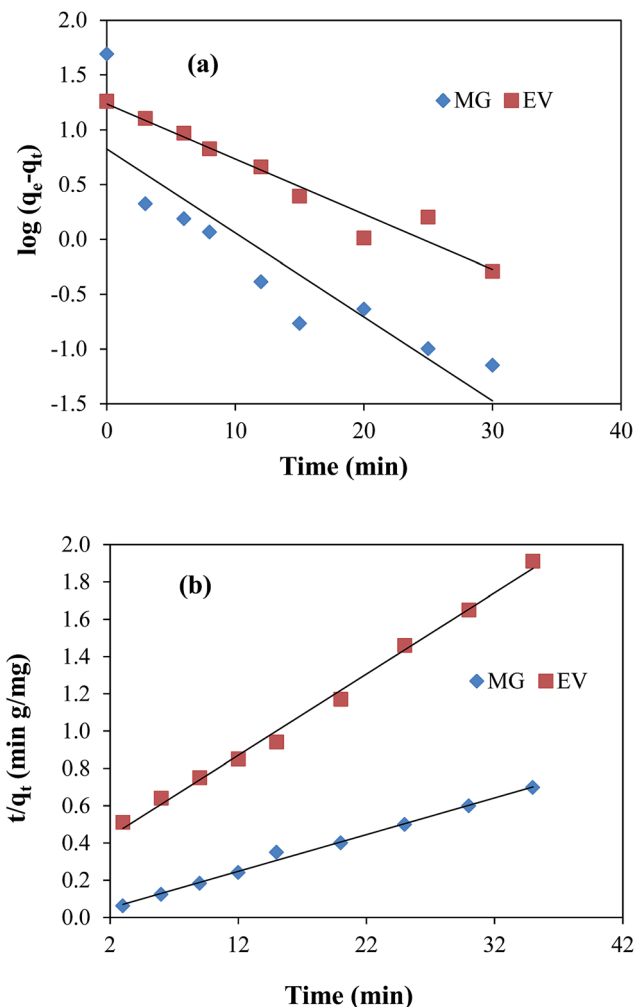 (a)
MG EV
2.0
1.5
1.0
0.5
0.0
-0.5
-1.0
-1.5
log (qₑ-qₜ)
0 10 20 30 40
Time (min)
(b)
MG EV
2.0
1.8
1.6
1.4
1.2
1.0
0.8
0.6
0.4
0.2
0.0
t/qₜ (min g/mg)
2 12 22 32 42
Time (min)